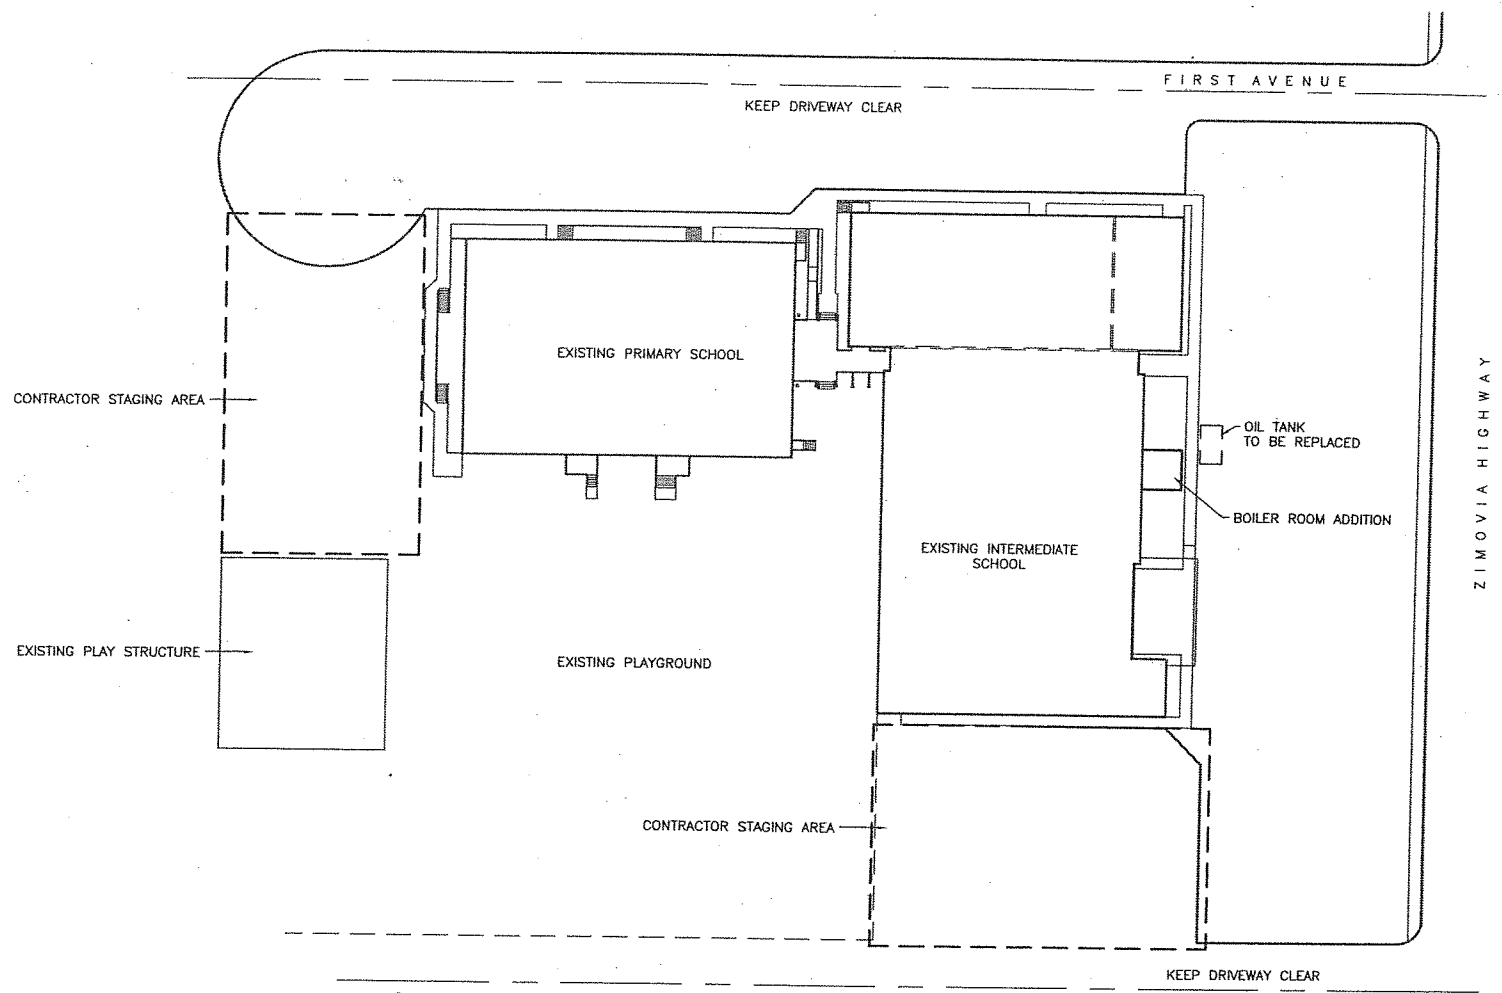 FIRST AVENUE
KEEP DRIVEWAY CLEAR
EXISTING PRIMARY SCHOOL
CONTRACTOR STAGING AREA
OIL TANK
TO BE REPLACED
ZIMOVIA HIGHWAY
BOILER ROOM ADDITION
EXISTING INTERMEDIATE
SCHOOL
EXISTING PLAY STRUCTURE
EXISTING PLAYGROUND
CONTRACTOR STAGING AREA
KEEP DRIVEWAY CLEAR